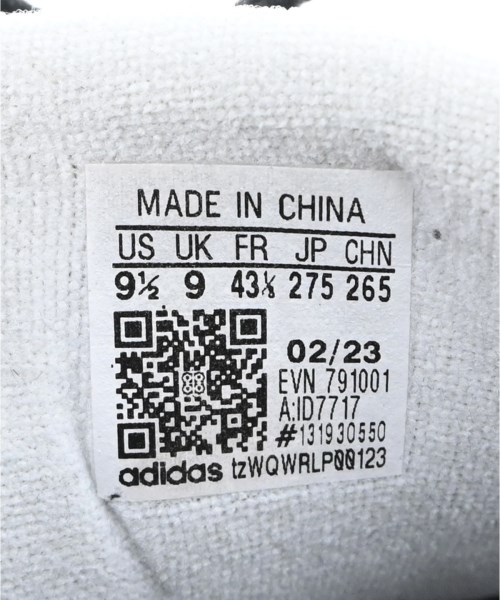 MADE IN CHINA
US UK FR JP CHN
9½ 9 43⅓ 275 265
02/23
EVN 791001
A:ID7717
#131930550
adidas tzWQWRLP00123